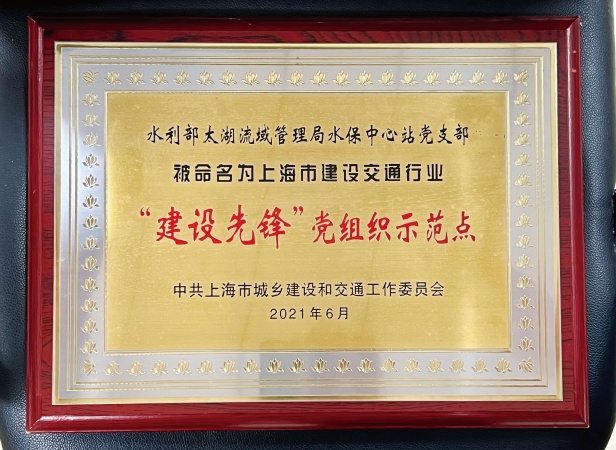 水利部太湖流域管理局水保中心站党支部
被命名为上海市建设交通行业
“建设先锋”党组织示范点
中共上海市城乡建设和交通工作委员会
2021年6月